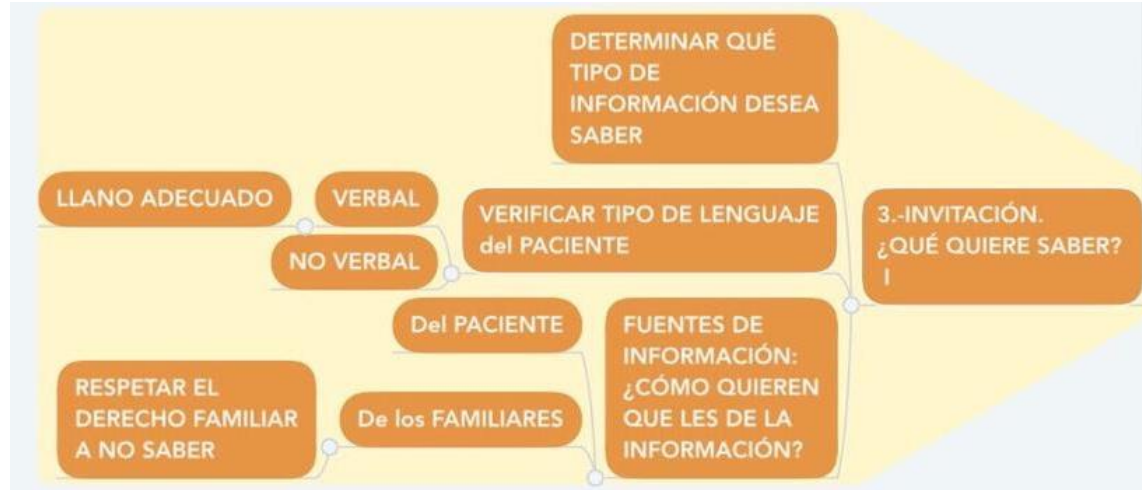 DETERMINAR QUÉ
TIPO DE
INFORMACIÓN DESEA
SABER
LLANO ADECUADO
VERBAL
NO VERBAL
VERIFICAR TIPO DE LENGUAJE
del PACIENTE
3.-INVITACIÓN.
¿QUÉ QUIERE SABER?
I
Del PACIENTE
FUENTES DE
INFORMACIÓN:
¿CÓMO QUIEREN
QUE LES DE LA
INFORMACIÓN?
RESPETAR EL
DERECHO FAMILIAR
A NO SABER
De los FAMILIARES